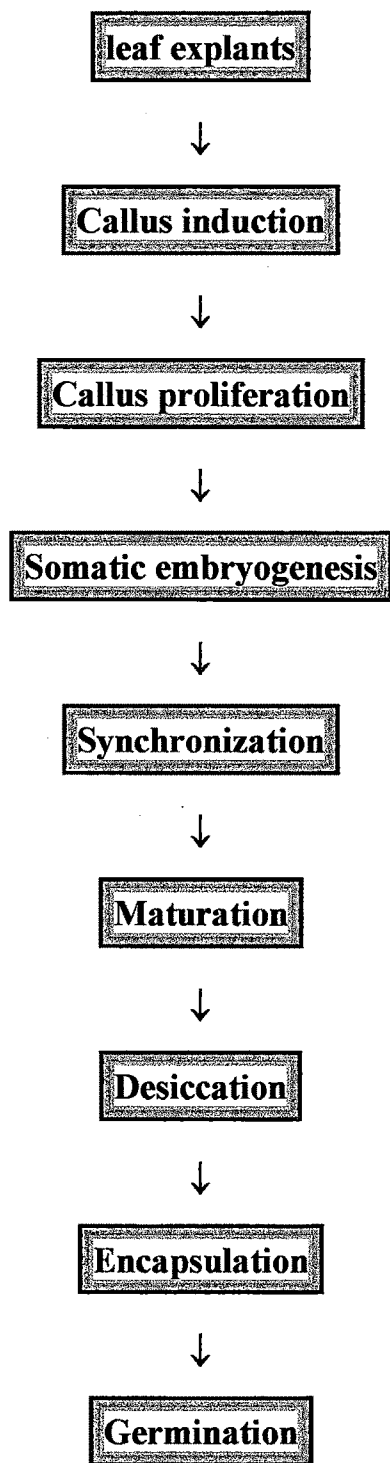 leaf explants
↓
Callus induction
↓
Callus proliferation
↓
Somatic embryogenesis
↓
Synchronization
↓
Maturation
↓
Desiccation
↓
Encapsulation
↓
Germination